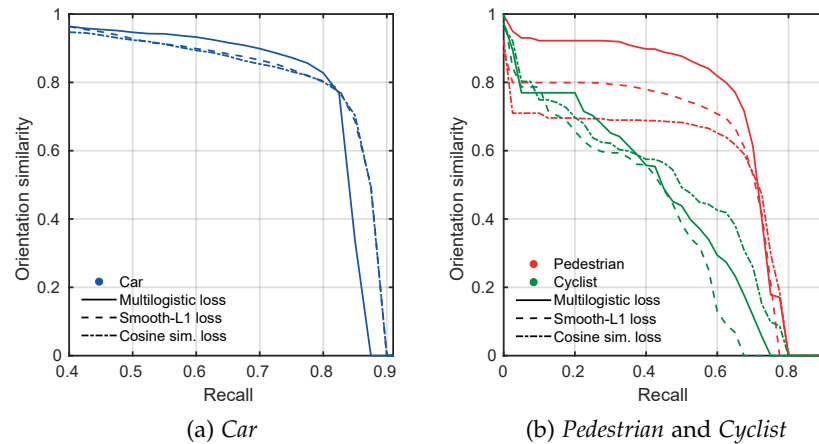 1
0.8
0.6
0.4
0.2
0
Orientation similarity
Car
Multilogistic loss
Smooth-L1 loss
Cosine sim. loss
0.4 0.5 0.6 0.7 0.8 0.9
Recall
(a) Car
1
0.8
0.6
0.4
0.2
0
Orientation similarity
Pedestrian
Cyclist
Multilogistic loss
Smooth-L1 loss
Cosine sim. loss
0 0.2 0.4 0.6 0.8
Recall
(b) Pedestrian and Cyclist